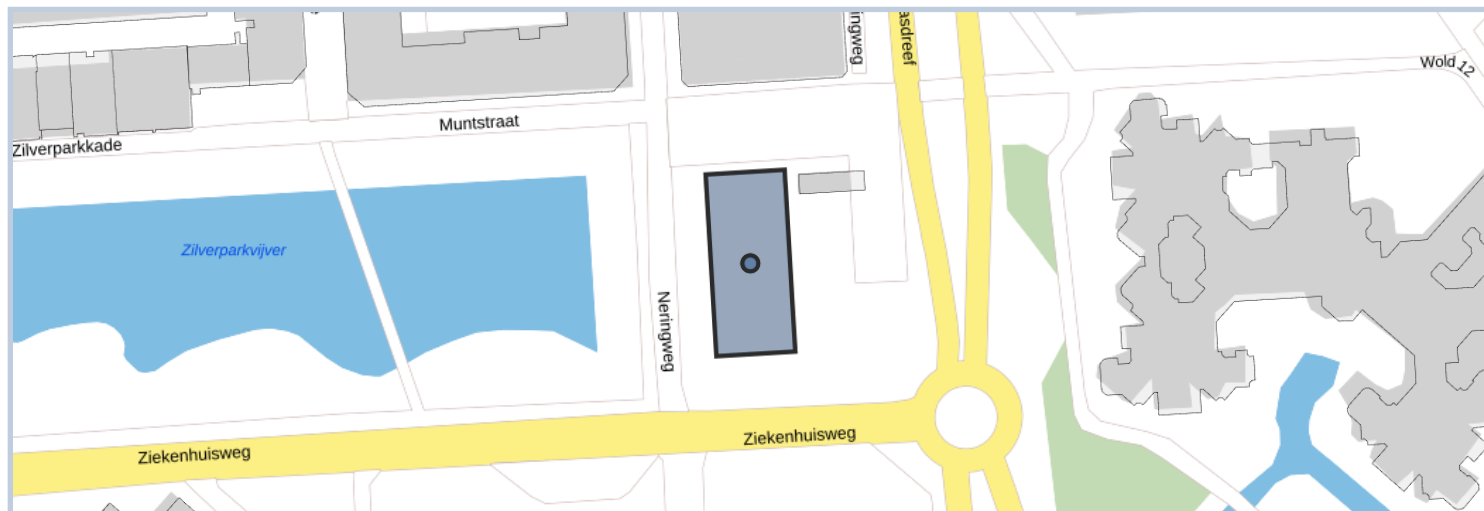 Muntstraat
Zilverparkkade
Zilverparkvijver
Wold 12
Neringweg
Ziekenhuisweg
Ziekenhuisweg